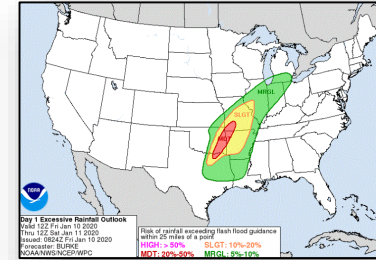 MRGL
SLGT
MDT
NOAA
Day 1 Excessive Rainfall Outlook
Valid 12Z Fri Jan 10 2020
Thru 12Z Sat Jan 11 2020
Issued: 0824Z Fri Jan 10 2020
Forecaster: BURKE
NOAA/NWS/NCEP/WPC
Risk of rainfall exceeding flash flood guidance
within 25 miles of a point
HIGH: > 50% SLGT: 10%-20%
MDT: 20%-50% MRGL: 5%-10%